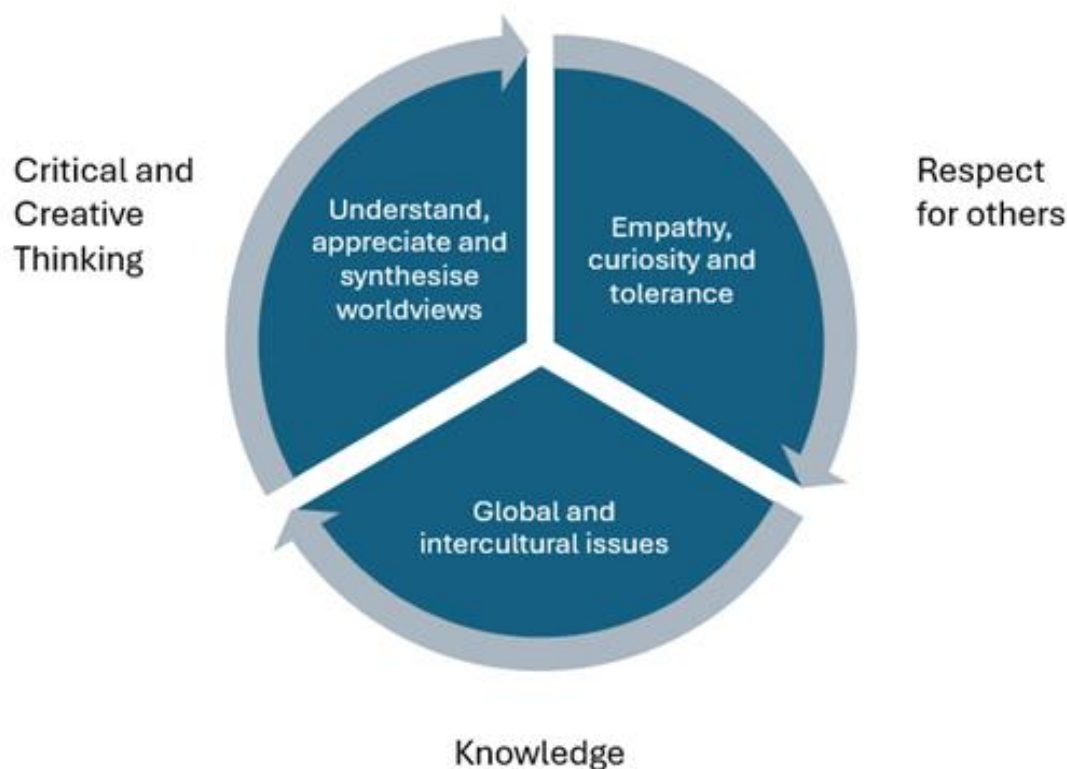 Critical and
Creative
Thinking
Understand,
appreciate and
synthesise
worldviews
Empathy,
curiosity and
tolerance
Respect
for others
Global and
intercultural issues
Knowledge